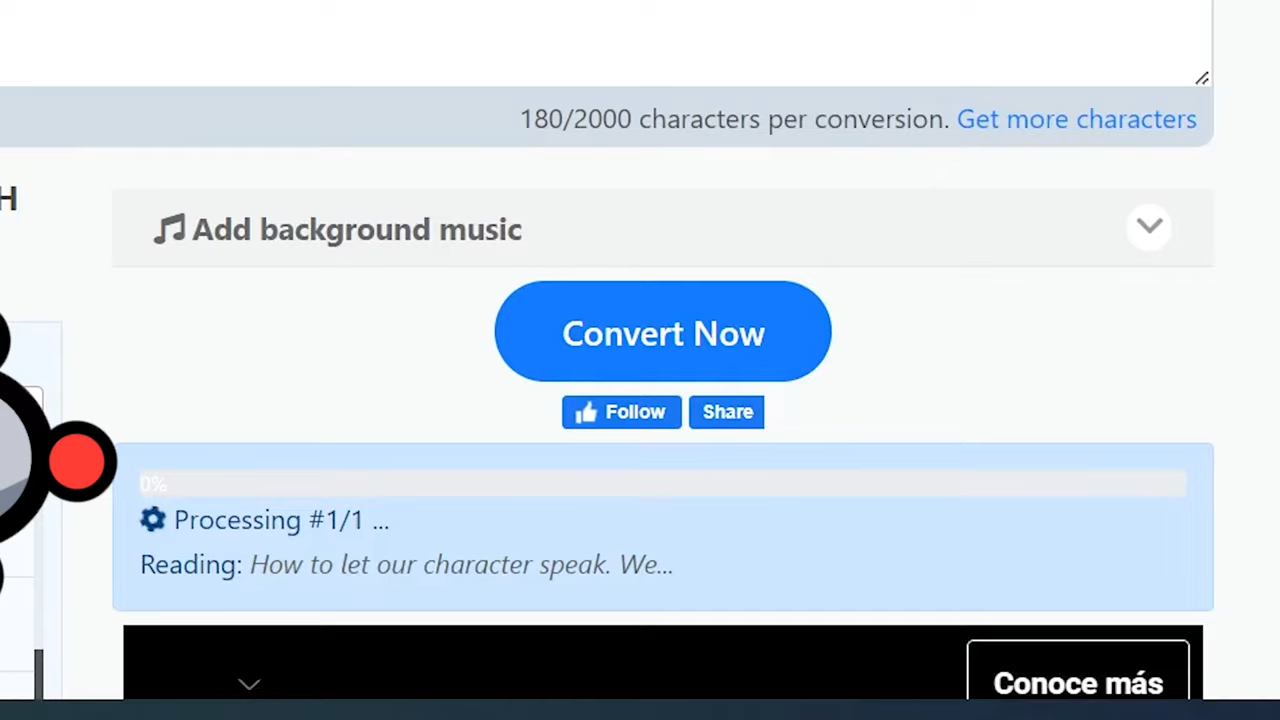 180/2000 characters per conversion. Get more characters
H
Add background music
Convert Now
Follow Share
0%
Processing #1/1 ...
Reading: How to let our character speak. We...
Conoce más